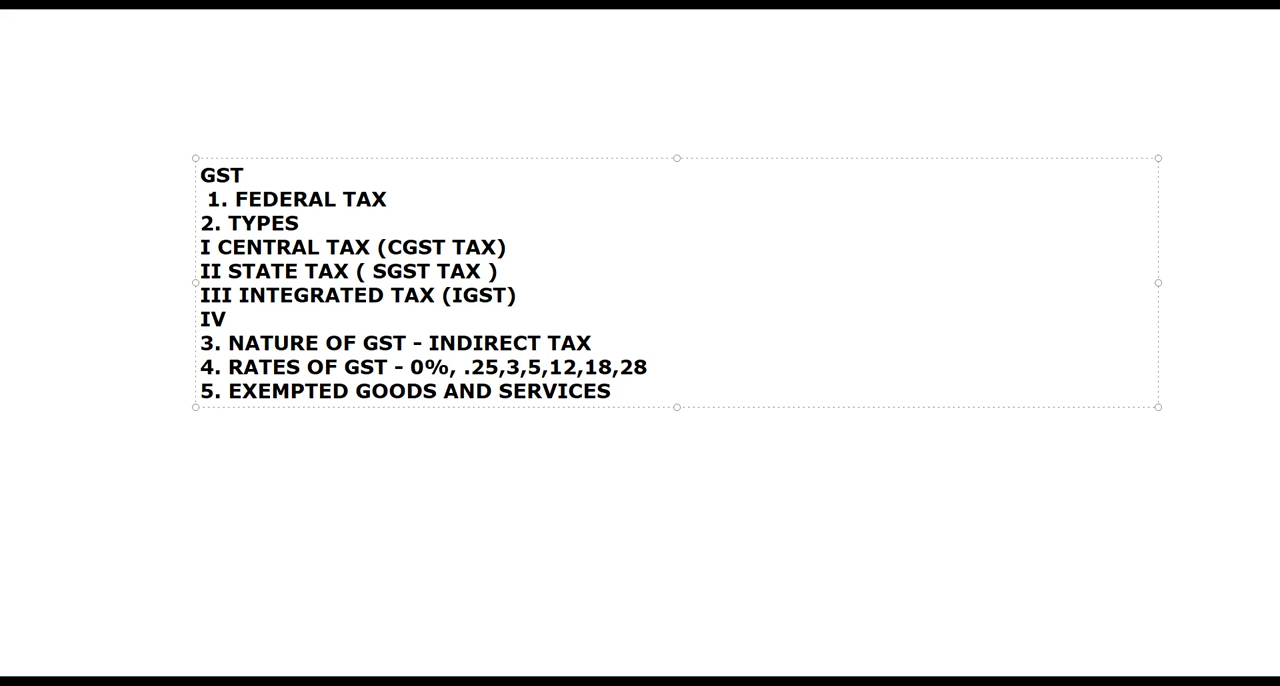 GST
1. FEDERAL TAX
2. TYPES
I CENTRAL TAX (CGST TAX)
II STATE TAX ( SGST TAX )
III INTEGRATED TAX (IGST)
IV
3. NATURE OF GST - INDIRECT TAX
4. RATES OF GST - 0%, .25,3,5,12,18,28
5. EXEMPTED GOODS AND SERVICES